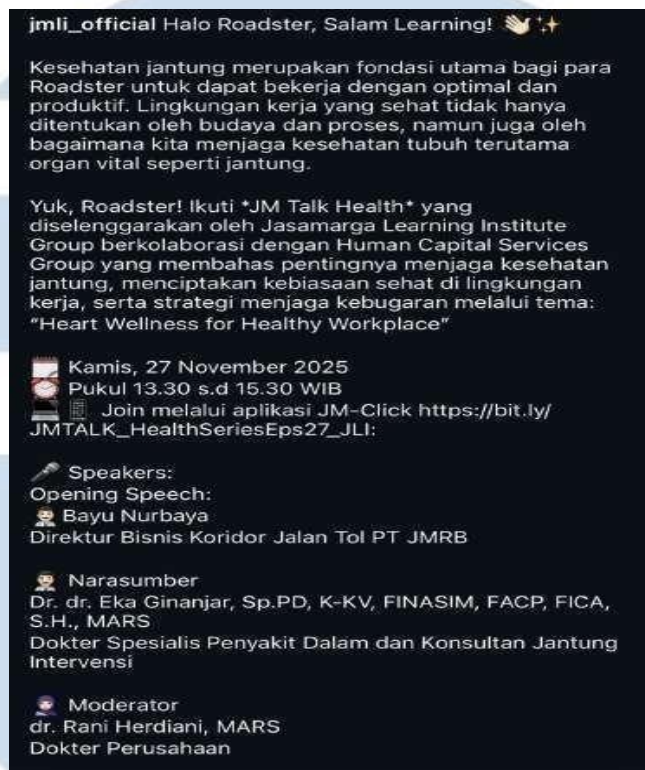 jmli_official Halo Roadster, Salam Learning! 👋✨
Kesehatan jantung merupakan fondasi utama bagi para
Roadster untuk dapat bekerja dengan optimal dan
produktif. Lingkungan kerja yang sehat tidak hanya
ditentukan oleh budaya dan proses, namun juga oleh
bagaimana kita menjaga kesehatan tubuh terutama
organ vital seperti jantung.
Yuk, Roadster! Ikuti *JM Talk Health* yang
diselenggarakan oleh Jasamarga Learning Institute
Group berkolaborasi dengan Human Capital Services
Group yang membahas pentingnya menjaga kesehatan
jantung, menciptakan kebiasaan sehat di lingkungan
kerja, serta strategi menjaga kebugaran melalui tema:
“Heart Wellness for Healthy Workplace”
Kamis, 27 November 2025
Pukul 13.30 s.d 15.30 WIB
Join melalui aplikasi JM-Click https://bit.ly/
JMTALK_HealthSeriesEps27_JLI:
Speakers:
Opening Speech:
Bayu Nurbaya
Direktur Bisnis Koridor Jalan Tol PT JMRB
Narasumber
Dr. dr. Eka Ginanjar, Sp.PD, K-KV, FINASIM, FACP, FICA,
S.H., MARS
Dokter Spesialis Penyakit Dalam dan Konsultan Jantung
Intervensi
Moderator
dr. Rani Herdiani, MARS
Dokter Perusahaan